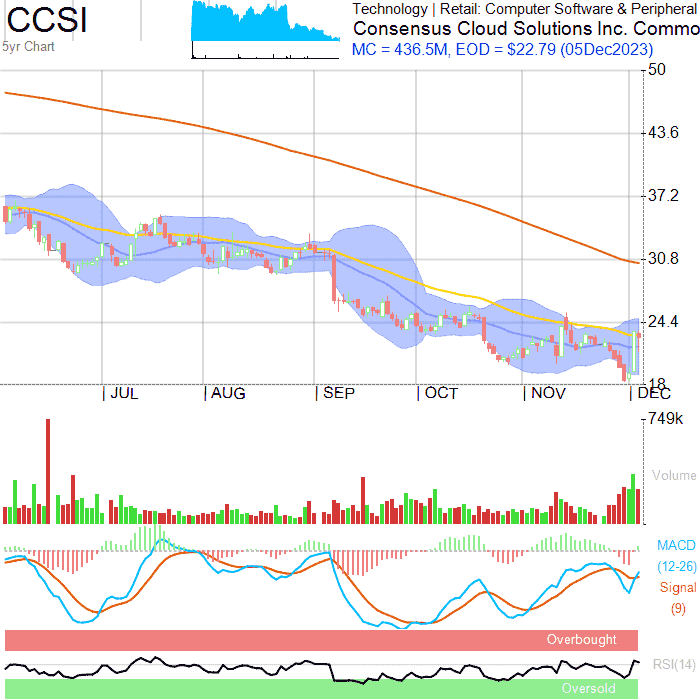 CCSI
5yr Chart
Technology | Retail: Computer Software & Peripheral
Consensus Cloud Solutions Inc. Commo
MC = 436.5M, EOD = $22.79 (05Dec2023)
50
43.6
37.2
30.8
24.4
18
JUL
AUG
SEP
OCT
NOV
DEC
749k
Volume
MACD
(12-26)
Signal
(9)
Overbought
RSI(14)
Oversold